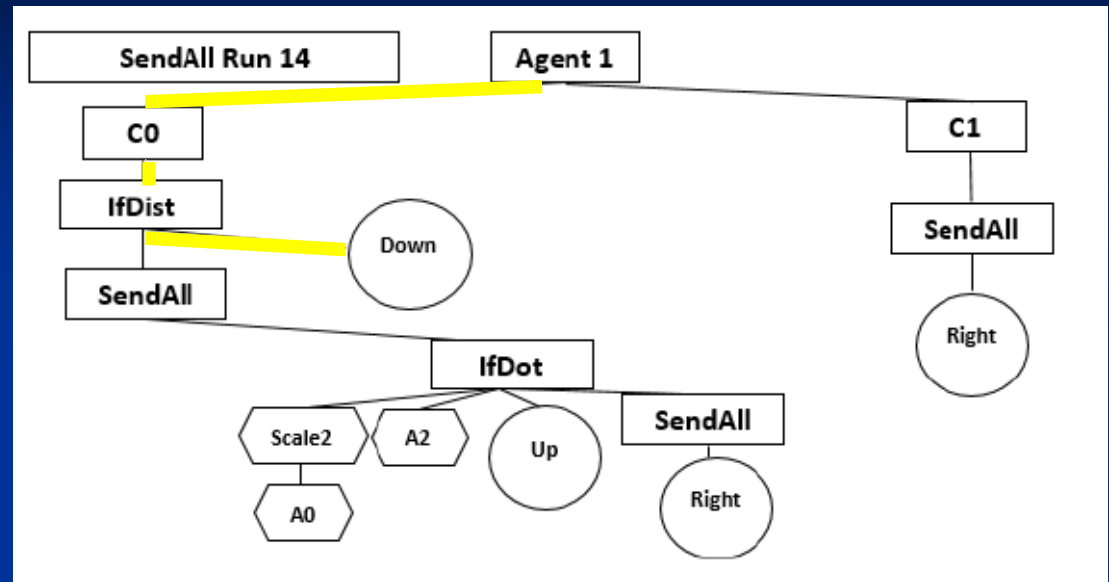 SendAll Run 14
Agent 1
C0
C1
IfDist
SendAll
Down
SendAll
Right
IfDot
Scale2
A2
Up
SendAll
A0
Right